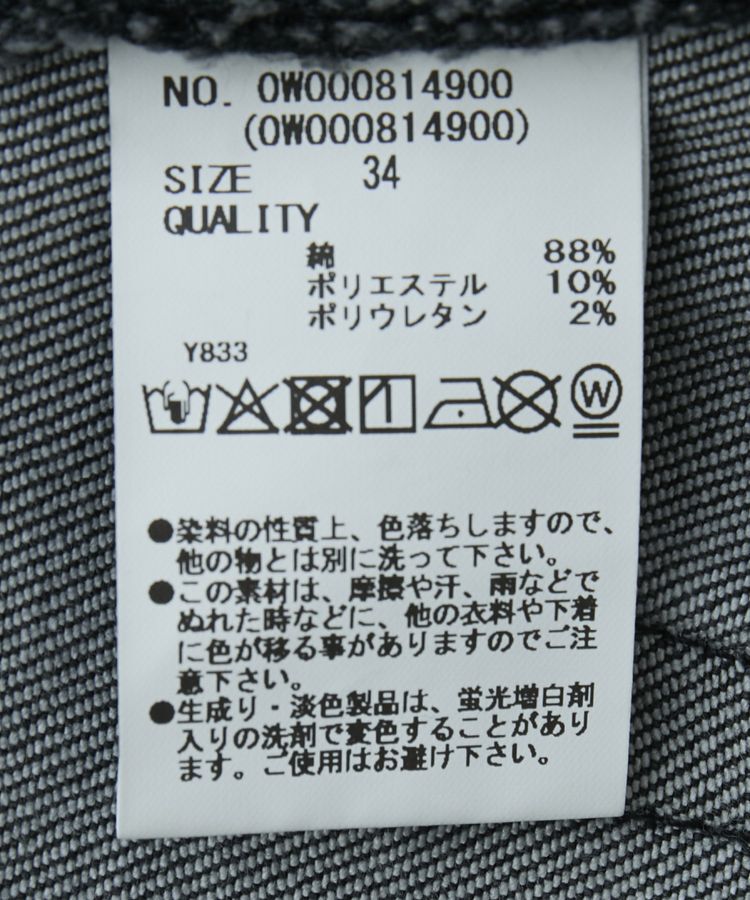 NO. 0W000814900
(0W000814900)
SIZE 34
QUALITY
綿 88%
ポリエステル 10%
ポリウレタン 2%
Y833
W
●染料の性質上、色落ちしますので、
他の物とは別に洗って下さい。
●この素材は、摩擦や汗、雨などで
ぬれた時などに、他の衣料や下着
に色が移る事がありますのでご注
意下さい。
●生成り・淡色製品は、蛍光増白剤
入りの洗剤で変色することがあり
ます。ご使用はお避け下さい。